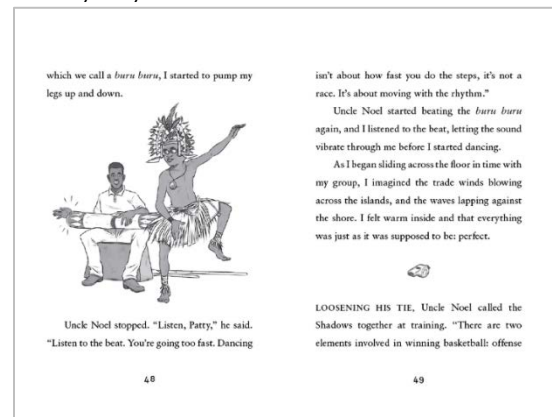 which we call a buru buru, I started to pump my
legs up and down.
Uncle Noel stopped. “Listen, Patty,” he said.
“Listen to the beat. You’re going too fast. Dancing
48
isn’t about how fast you do the steps, it’s not a
race. It’s about moving with the rhythm.”
Uncle Noel started beating the buru buru
again, and I listened to the beat, letting the sound
vibrate through me before I started dancing.
As I began sliding across the floor in time with
my group, I imagined the trade winds blowing
across the islands, and the waves lapping against
the shore. I felt warm inside and that everything
was just as it was supposed to be: perfect.
LOOSENING HIS TIE, Uncle Noel called the
Shadows together at training. “There are two
elements involved in winning basketball: offense
49